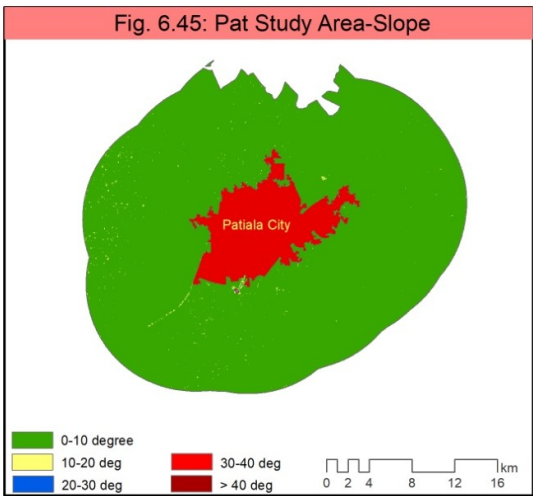 Fig. 6.45: Pat Study Area-Slope
Patiala City
0-10 degree
10-20 deg
30-40 deg
km
20-30 deg
> 40 deg
0 2 4 8 12 16